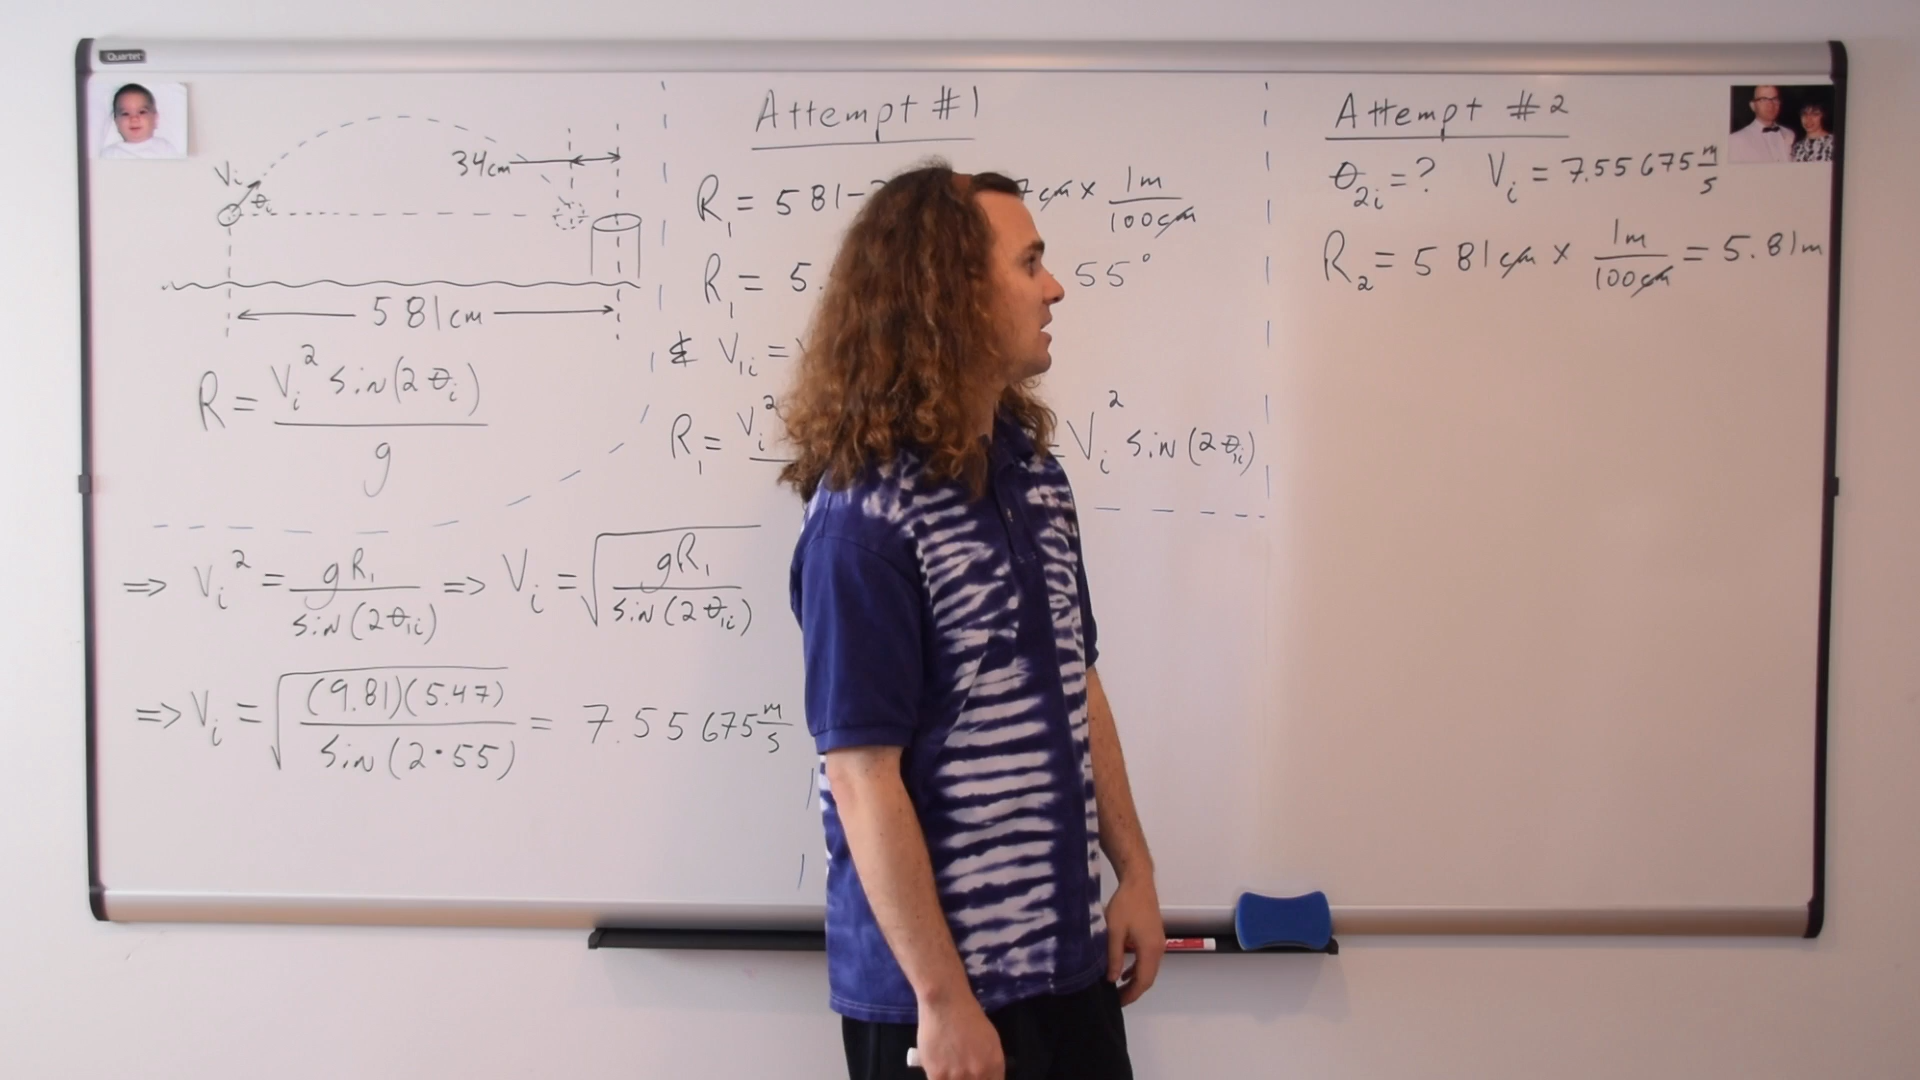 Quartet
Vi
θi
34cm
581cm
R = Vi² sin(2θi) / g
Attempt #1
R₁ = 581- 7cm × 1m / 100cm
R₁ = 5. 55°
& V₁i =
R₁ = Vi² = Vi² sin(2θ₁i)
=> Vi² = gR₁ / sin(2θ₁i) => Vi = √(gR₁ / sin(2θ₁i))
=> Vi = √((9.81)(5.47) / sin(2·55)) = 7.55675 m/s
Attempt #2
θ₂i = ? Vi = 7.55675 m/s
R₂ = 581cm × 1m / 100cm = 5.81m